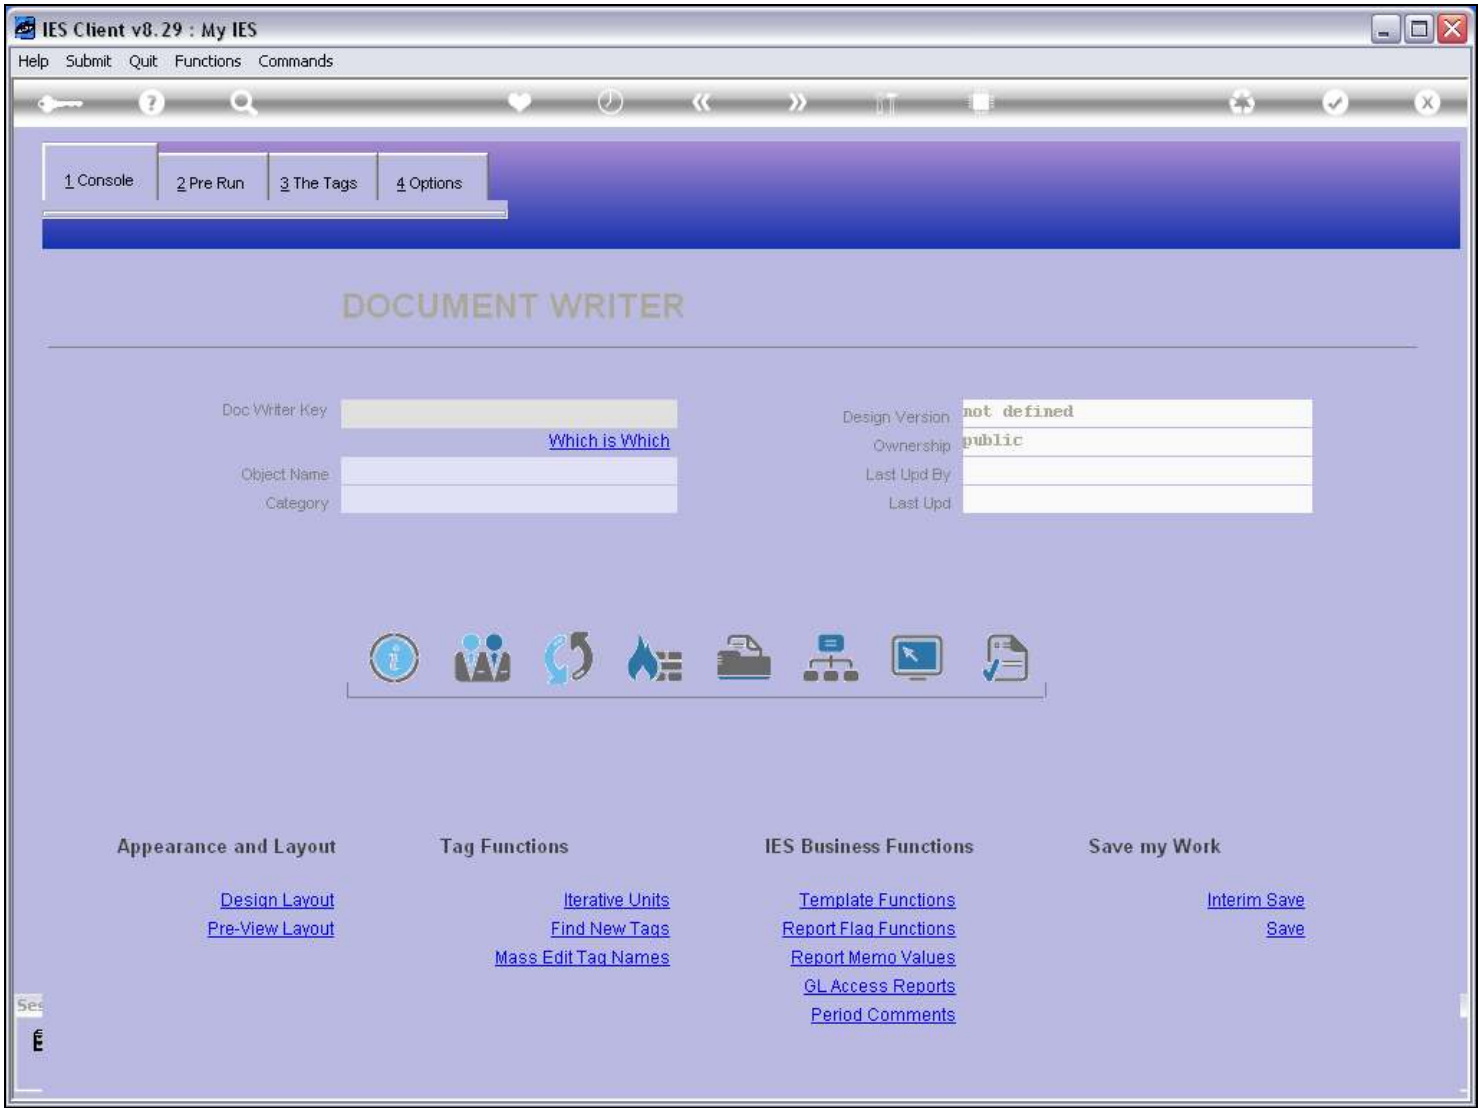 IES Client v8.29 : My IES
Help Submit Quit Functions Commands
1 Console 2 Pre Run 3 The Tags 4 Options
DOCUMENT WRITER
Doc Writer Key
Design Version not defined
Which is Which
Ownership public
Object Name
Last Upd By
Category
Last Upd
Appearance and Layout Tag Functions IES Business Functions Save my Work
Design Layout Iterative Units Template Functions Interim Save
Pre-View Layout Find New Tags Report Flag Functions Save
Mass Edit Tag Names Report Memo Values
GL Access Reports
Period Comments